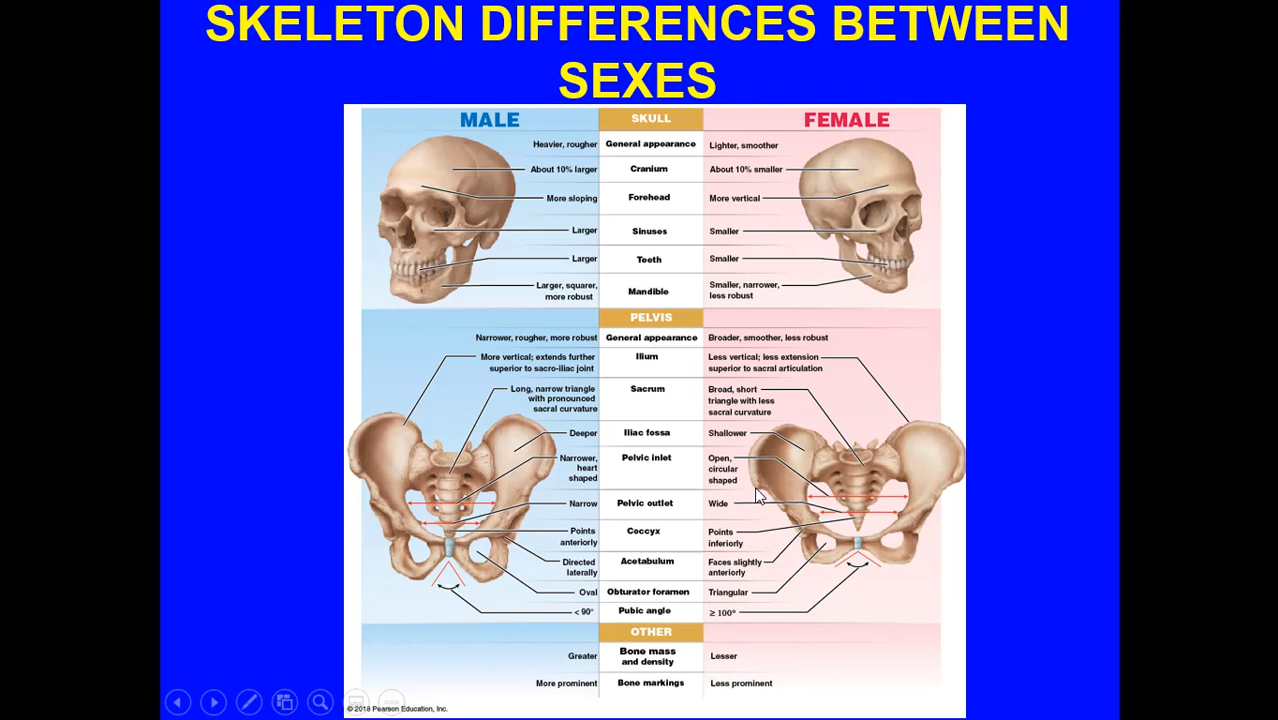 SKELETON DIFFERENCES BETWEEN
SEXES
MALE SKULL FEMALE
Heavier, rougher General appearance Lighter, smoother
About 10% larger Cranium About 10% smaller
More sloping Forehead More vertical
Larger Sinuses Smaller
Larger Teeth Smaller
Larger, squarer,
more robust
Mandible
Smaller, narrower,
less robust
PELVIS
Narrower, rougher, more robust General appearance Broader, smoother, less robust
More vertical; extends further
superior to sacro-iliac joint
Ilium
Less vertical; less extension
superior to sacral articulation
Long, narrow triangle
with pronounced
sacral curvature
Sacrum
Broad, short
triangle with less
sacral curvature
Deeper Iliac fossa Shallower
Narrower,
heart
shaped
Pelvic inlet
Open,
circular
shaped
Narrow Pelvic outlet Wide
Points
anteriorly
Coccyx
Points
inferiorly
Directed
laterally
Acetabulum
Faces slightly
anteriorly
Oval Obturator foramen Triangular
< 90° Pubic angle ≥ 100°
OTHER
Greater
Bone mass
and density
Lesser
More prominent Bone markings Less prominent
© 2018 Pearson Education, Inc.